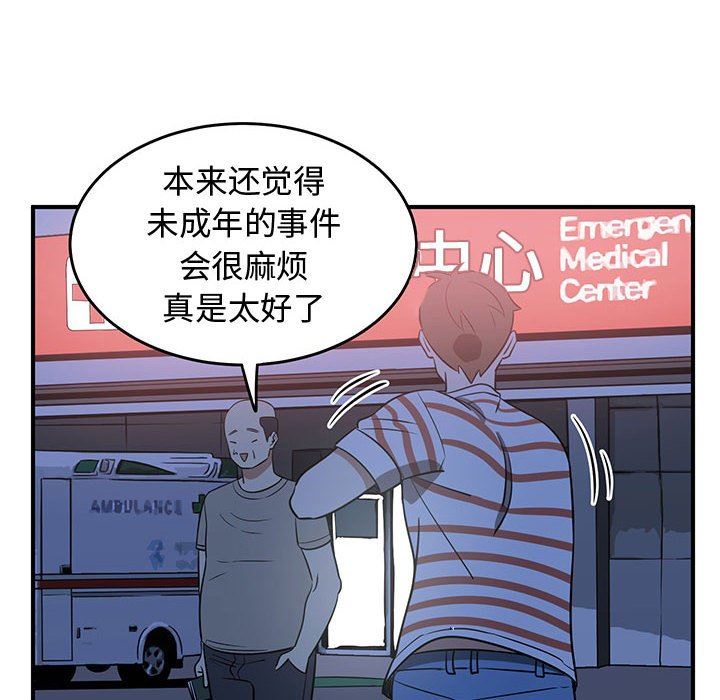 本来还觉得
未成年的事件
会很麻烦
真是太好了
中心
Emergen
Medical
Center
AMBULANCE